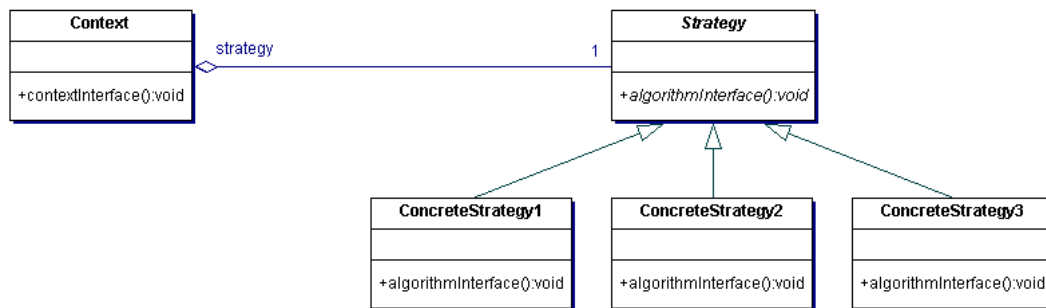 Context
Strategy
strategy
1
+contextInterface():void
+algorithmInterface():void
ConcreteStrategy1
ConcreteStrategy2
ConcreteStrategy3
+algorithmInterface():void
+algorithmInterface():void
+algorithmInterface():void